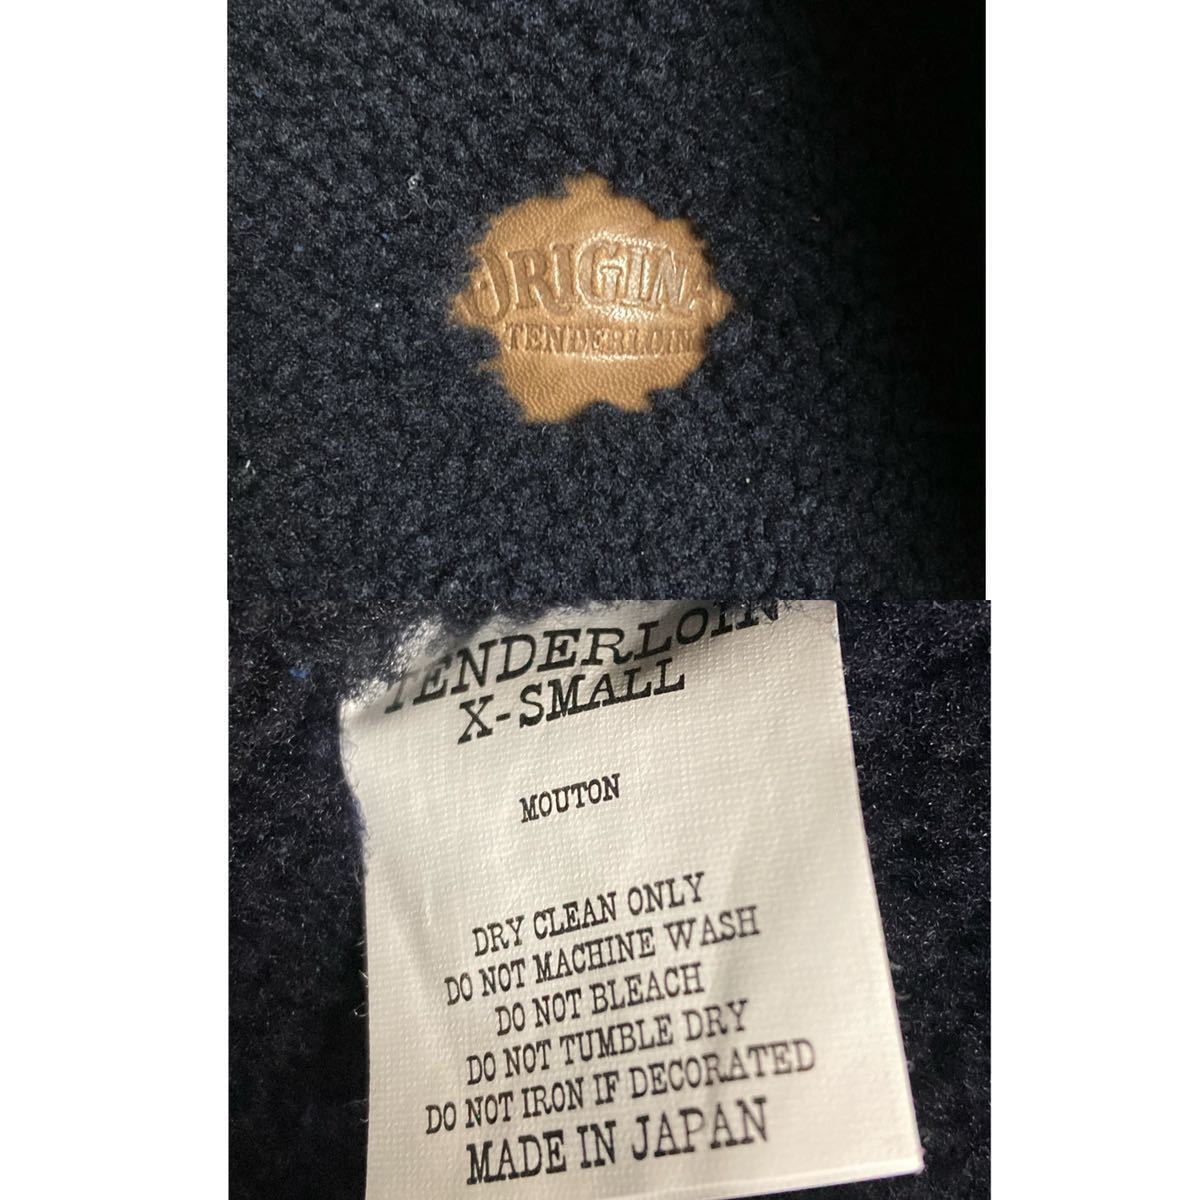 ORIGINA
TENDERLOIN
TENDERLOIN
X-SMALL
MOUTON
DRY CLEAN ONLY
DO NOT MACHINE WASH
DO NOT BLEACH
DO NOT TUMBLE DRY
DO NOT IRON IF DECORATED
MADE IN JAPAN